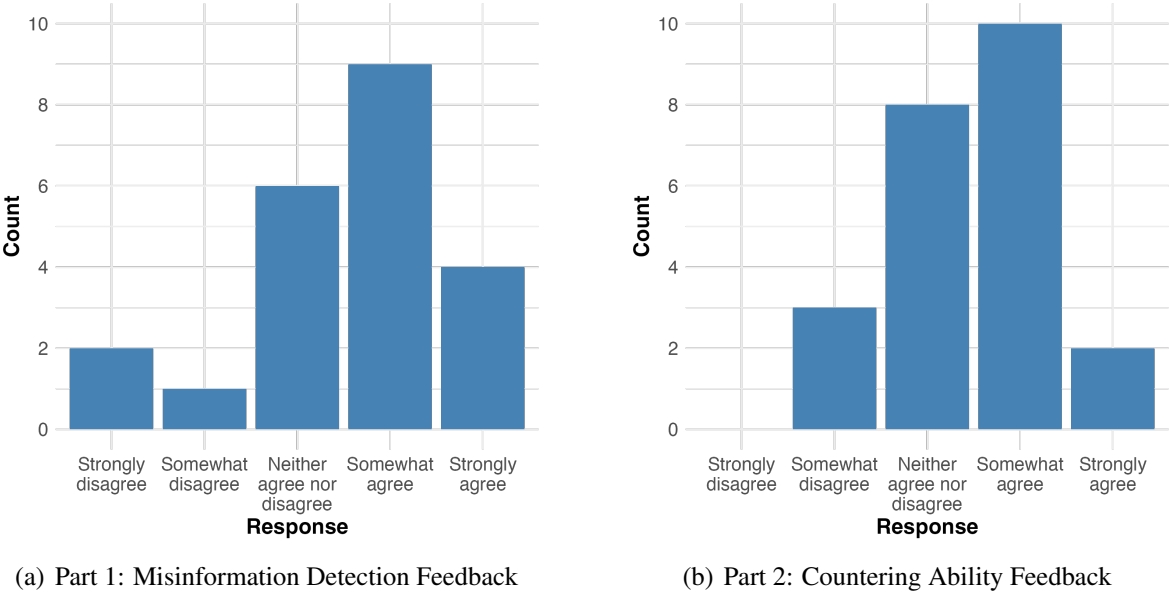 10
8
6
4
2
0
Count
Strongly disagree
Somewhat disagree
Neither agree nor disagree
Somewhat agree
Strongly agree
Response
(a) Part 1: Misinformation Detection Feedback
10
8
6
4
2
0
Count
Strongly disagree
Somewhat disagree
Neither agree nor disagree
Somewhat agree
Strongly agree
Response
(b) Part 2: Countering Ability Feedback